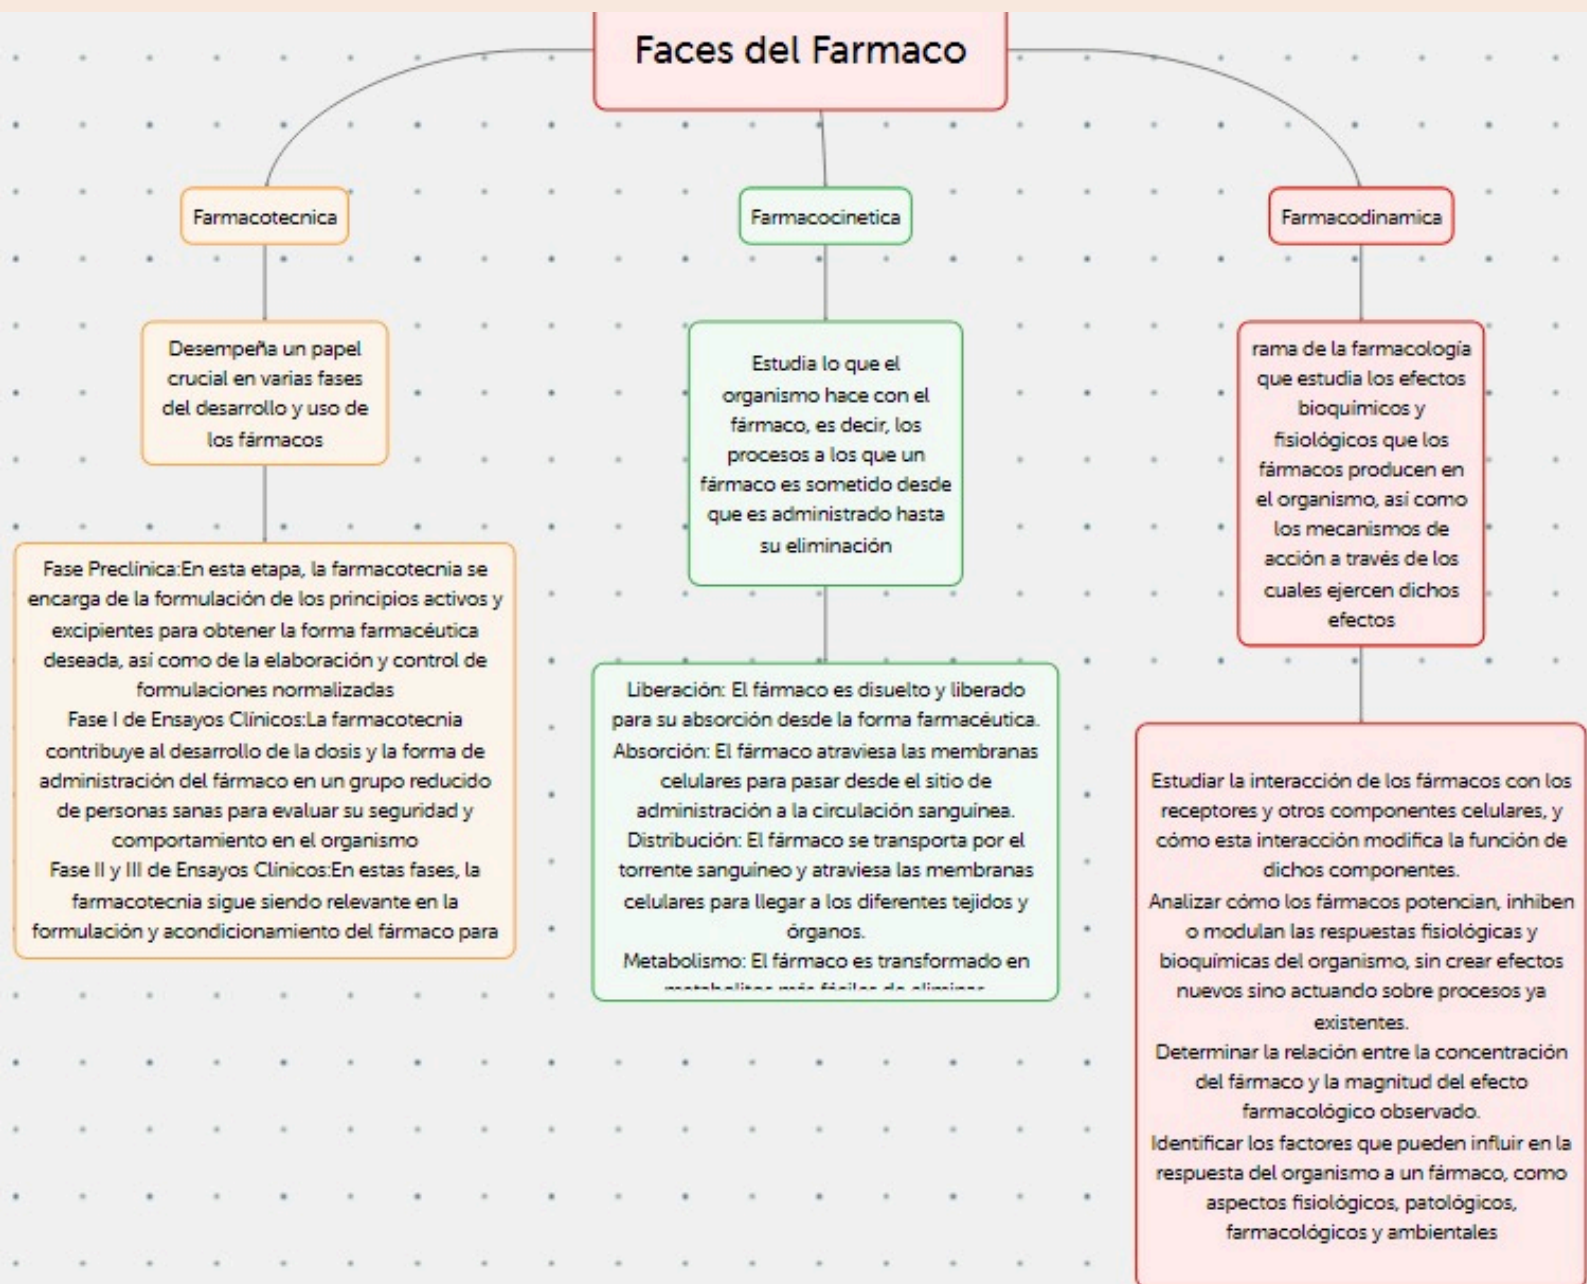 Faces del Farmaco
Farmacotecnica
Desempeña un papel
crucial en varias fases
del desarrollo y uso de
los fármacos
Fase Preclínica:En esta etapa, la farmacotecnia se
encarga de la formulación de los principios activos y
excipientes para obtener la forma farmacéutica
deseada, así como de la elaboración y control de
formulaciones normalizadas
Fase I de Ensayos Clínicos:La farmacotecnia
contribuye al desarrollo de la dosis y la forma de
administración del fármaco en un grupo reducido
de personas sanas para evaluar su seguridad y
comportamiento en el organismo
Fase II y III de Ensayos Clínicos:En estas fases, la
farmacotecnia sigue siendo relevante en la
formulación y acondicionamiento del fármaco para
Farmacocinetica
Estudia lo que el
organismo hace con el
fármaco, es decir, los
procesos a los que un
fármaco es sometido desde
que es administrado hasta
su eliminación
Liberación: El fármaco es disuelto y liberado
para su absorción desde la forma farmacéutica.
Absorción: El fármaco atraviesa las membranas
celulares para pasar desde el sitio de
administración a la circulación sanguínea.
Distribución: El fármaco se transporta por el
torrente sanguíneo y atraviesa las membranas
celulares para llegar a los diferentes tejidos y
órganos.
Metabolismo: El fármaco es transformado en
metabolitos más fáciles de eliminar
Farmacodinamica
rama de la farmacología
que estudia los efectos
bioquímicos y
fisiológicos que los
fármacos producen en
el organismo, así como
los mecanismos de
acción a través de los
cuales ejercen dichos
efectos
Estudiar la interacción de los fármacos con los
receptores y otros componentes celulares, y
cómo esta interacción modifica la función de
dichos componentes.
Analizar cómo los fármacos potencian, inhiben
o modulan las respuestas fisiológicas y
bioquímicas del organismo, sin crear efectos
nuevos sino actuando sobre procesos ya
existentes.
Determinar la relación entre la concentración
del fármaco y la magnitud del efecto
farmacológico observado.
Identificar los factores que pueden influir en la
respuesta del organismo a un fármaco, como
aspectos fisiológicos, patológicos,
farmacológicos y ambientales